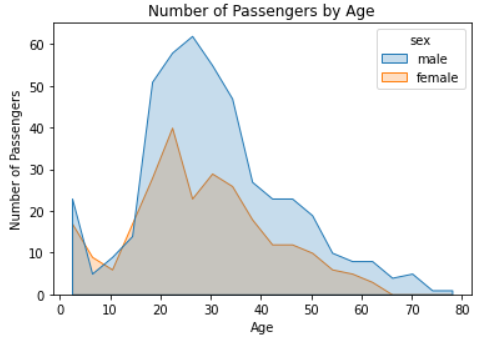 Number of Passengers by Age
Number of Passengers
60
50
40
30
20
10
0
sex
male
female
0 10 20 30 40 50 60 70 80
Age